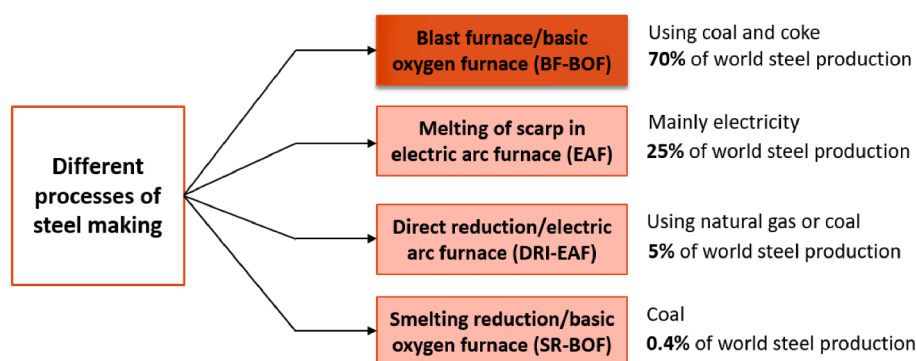 Different
processes of
steel making
Blast furnace/basic
oxygen furnace (BF-BOF)
Using coal and coke
70% of world steel production
Melting of scarp in
electric arc furnace (EAF)
Mainly electricity
25% of world steel production
Direct reduction/electric
arc furnace (DRI-EAF)
Using natural gas or coal
5% of world steel production
Smelting reduction/basic
oxygen furnace (SR-BOF)
Coal
0.4% of world steel production